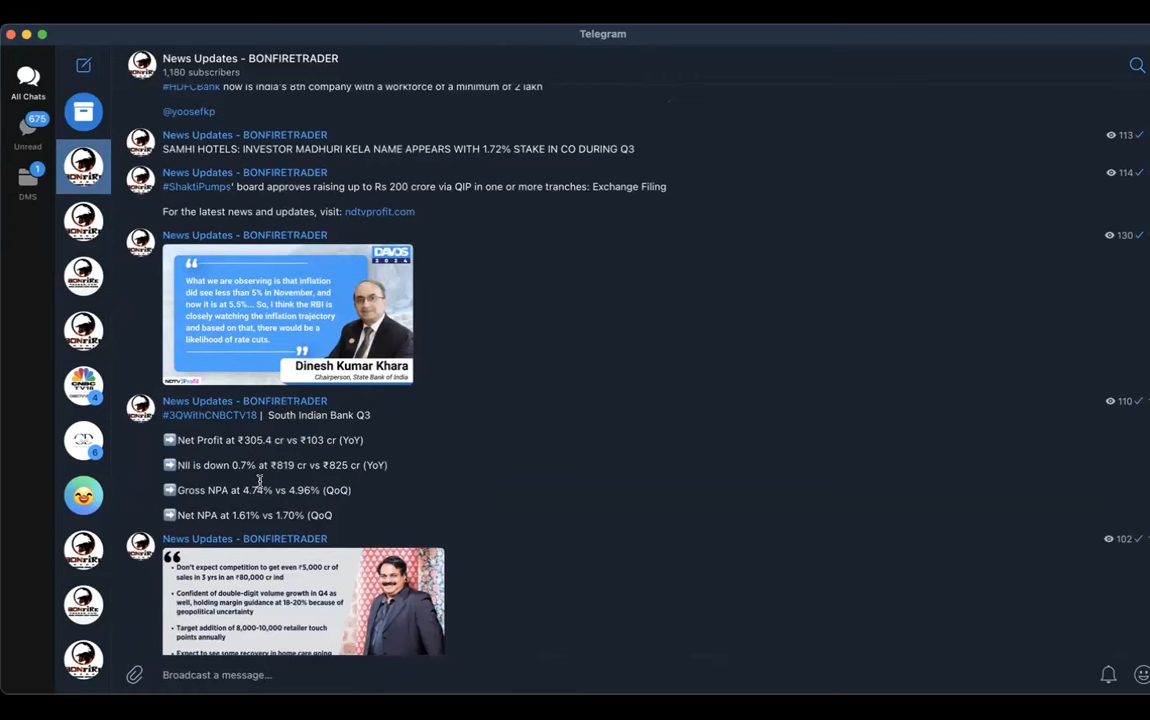 Telegram
All Chats
675
Unread
1
DMS
4
6
News Updates - BONFIRETRADER
1,180 subscribers
#HDFCBank now is India's 8th company with a workforce of a minimum of 2 lakh
@yoosefkp
News Updates - BONFIRETRADER
113
SAMHI HOTELS: INVESTOR MADHURI KELA NAME APPEARS WITH 1.72% STAKE IN CO DURING Q3
News Updates - BONFIRETRADER
114
#ShaktiPumps' board approves raising up to Rs 200 crore via QIP in one or more tranches: Exchange Filing
For the latest news and updates, visit: ndtvprofit.com
News Updates - BONFIRETRADER
130
DAVOS
2024
What we are observing is that inflation
did see less than 5% in November, and
now it is at 5.5%... So, I think the RBI is
closely watching the inflation trajectory
and based on that, there would be a
likelihood of rate cuts.
Dinesh Kumar Khara
Chairperson, State Bank of India
NDTV Profit
News Updates - BONFIRETRADER
110
#3QWithCNBCTV18 | South Indian Bank Q3
➡️Net Profit at ₹305.4 cr vs ₹103 cr (YoY)
➡️NII is down 0.7% at ₹819 cr vs ₹825 cr (YoY)
➡️Gross NPA at 4.74% vs 4.96% (QoQ)
➡️Net NPA at 1.61% vs 1.70% (QoQ
News Updates - BONFIRETRADER
102
• Don't expect competition to get even ₹5,000 cr of
sales in 3 yrs in an ₹80,000 cr ind
• Confident of double-digit volume growth in Q4 as
well, holding margin guidance at 18-20% because of
geopolitical uncertainty
• Target addition of 8,000-10,000 retailer touch
points annually
• Expect to see some recovery in home care going
Broadcast a message...